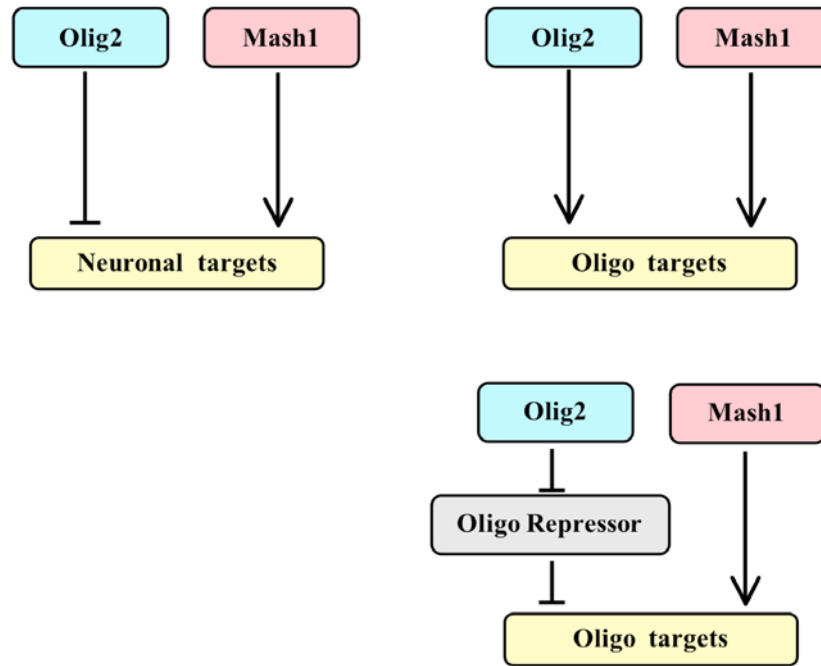 Olig2 Mash1
Neuronal targets
Olig2 Mash1
Oligo targets
Olig2 Mash1
Oligo Repressor
Oligo targets